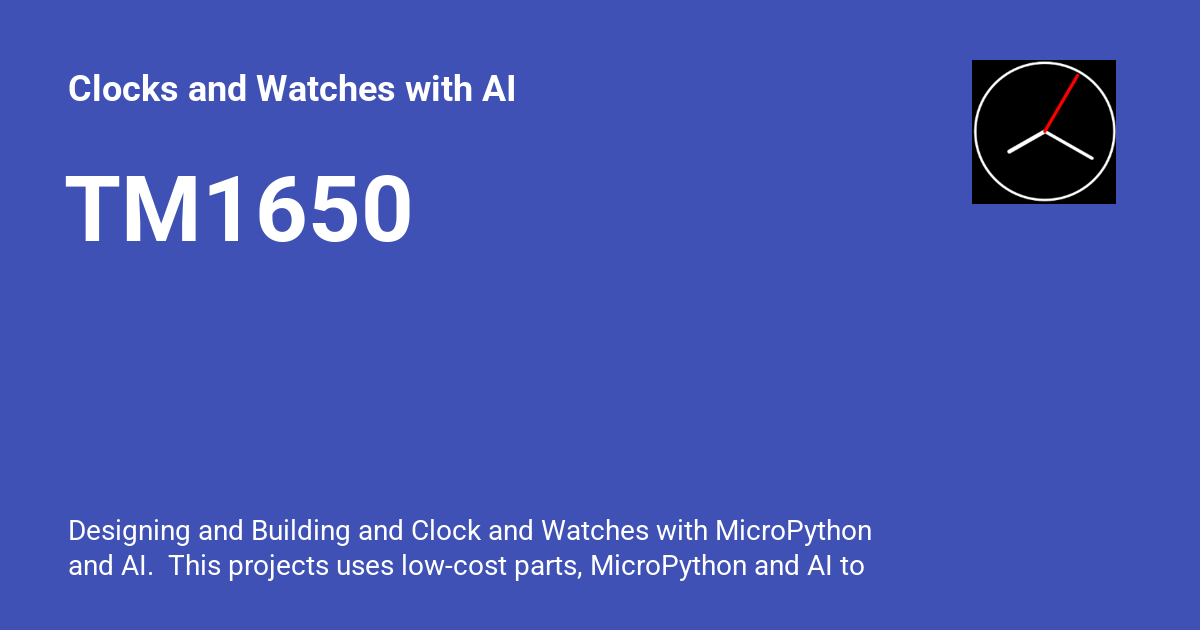 Clocks and Watches with AI
TM1650
Designing and Building and Clock and Watches with MicroPython
and AI.  This projects uses low-cost parts, MicroPython and AI to